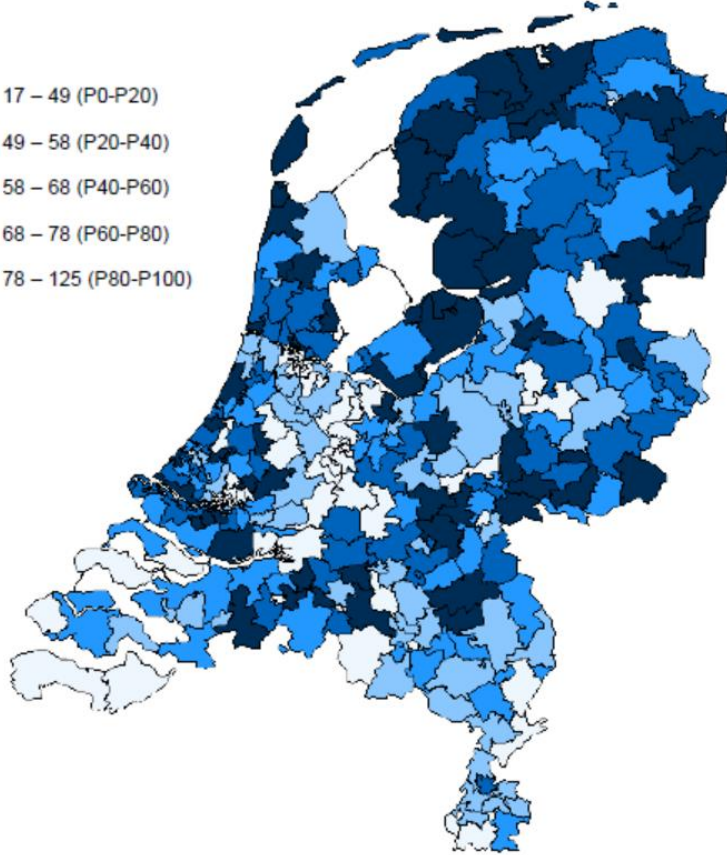 17 – 49 (P0-P20)
49 – 58 (P20-P40)
58 – 68 (P40-P60)
68 – 78 (P60-P80)
78 – 125 (P80-P100)